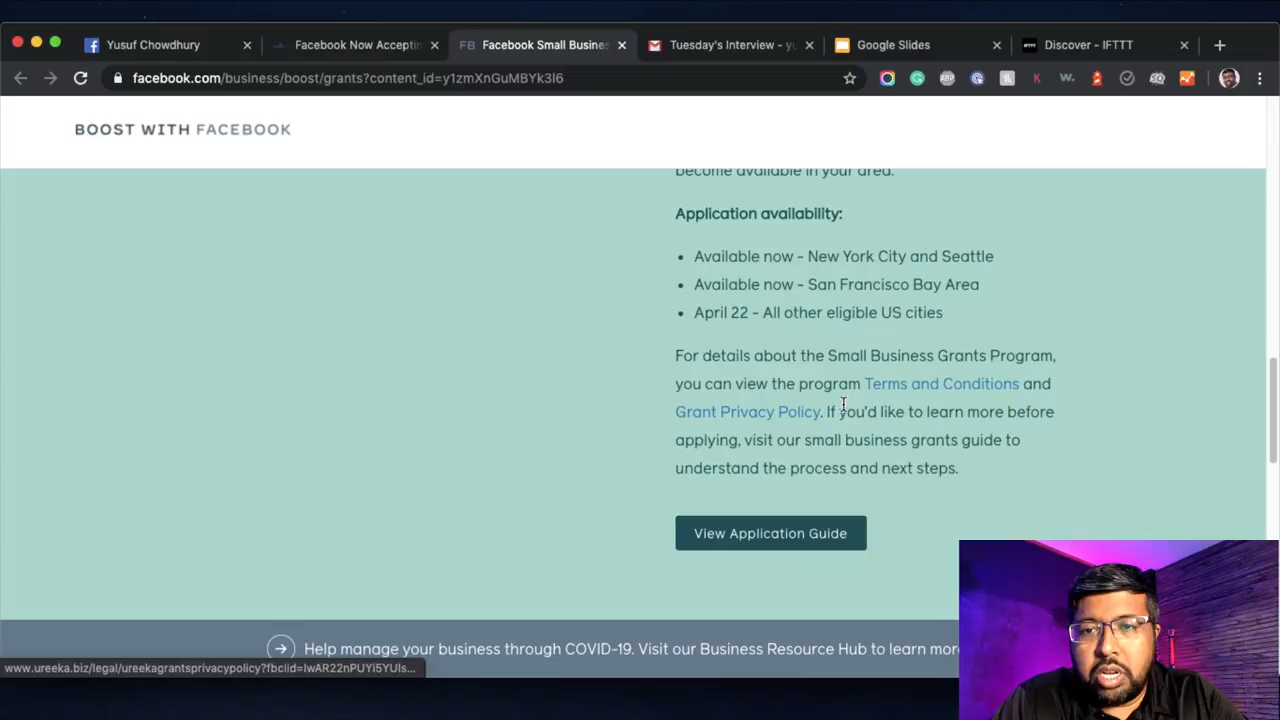 Yusuf Chowdhury
Facebook Now Acceptin
FB Facebook Small Busines
Tuesday's Interview - yu
Google Slides
Discover - IFTTT
facebook.com/business/boost/grants?content_id=y1zmXnGuMBYk3l6
BOOST WITH FACEBOOK
become available in your area.
Application availability:
• Available now - New York City and Seattle
• Available now - San Francisco Bay Area
• April 22 - All other eligible US cities
For details about the Small Business Grants Program,
you can view the program Terms and Conditions and
Grant Privacy Policy. If you'd like to learn more before
applying, visit our small business grants guide to
understand the process and next steps.
View Application Guide
Help manage your business through COVID-19. Visit our Business Resource Hub to learn more
www.ureeka.biz/legal/ureekagrantsprivacypolicy?fbclid=IwAR22nPUYi5YUIs...